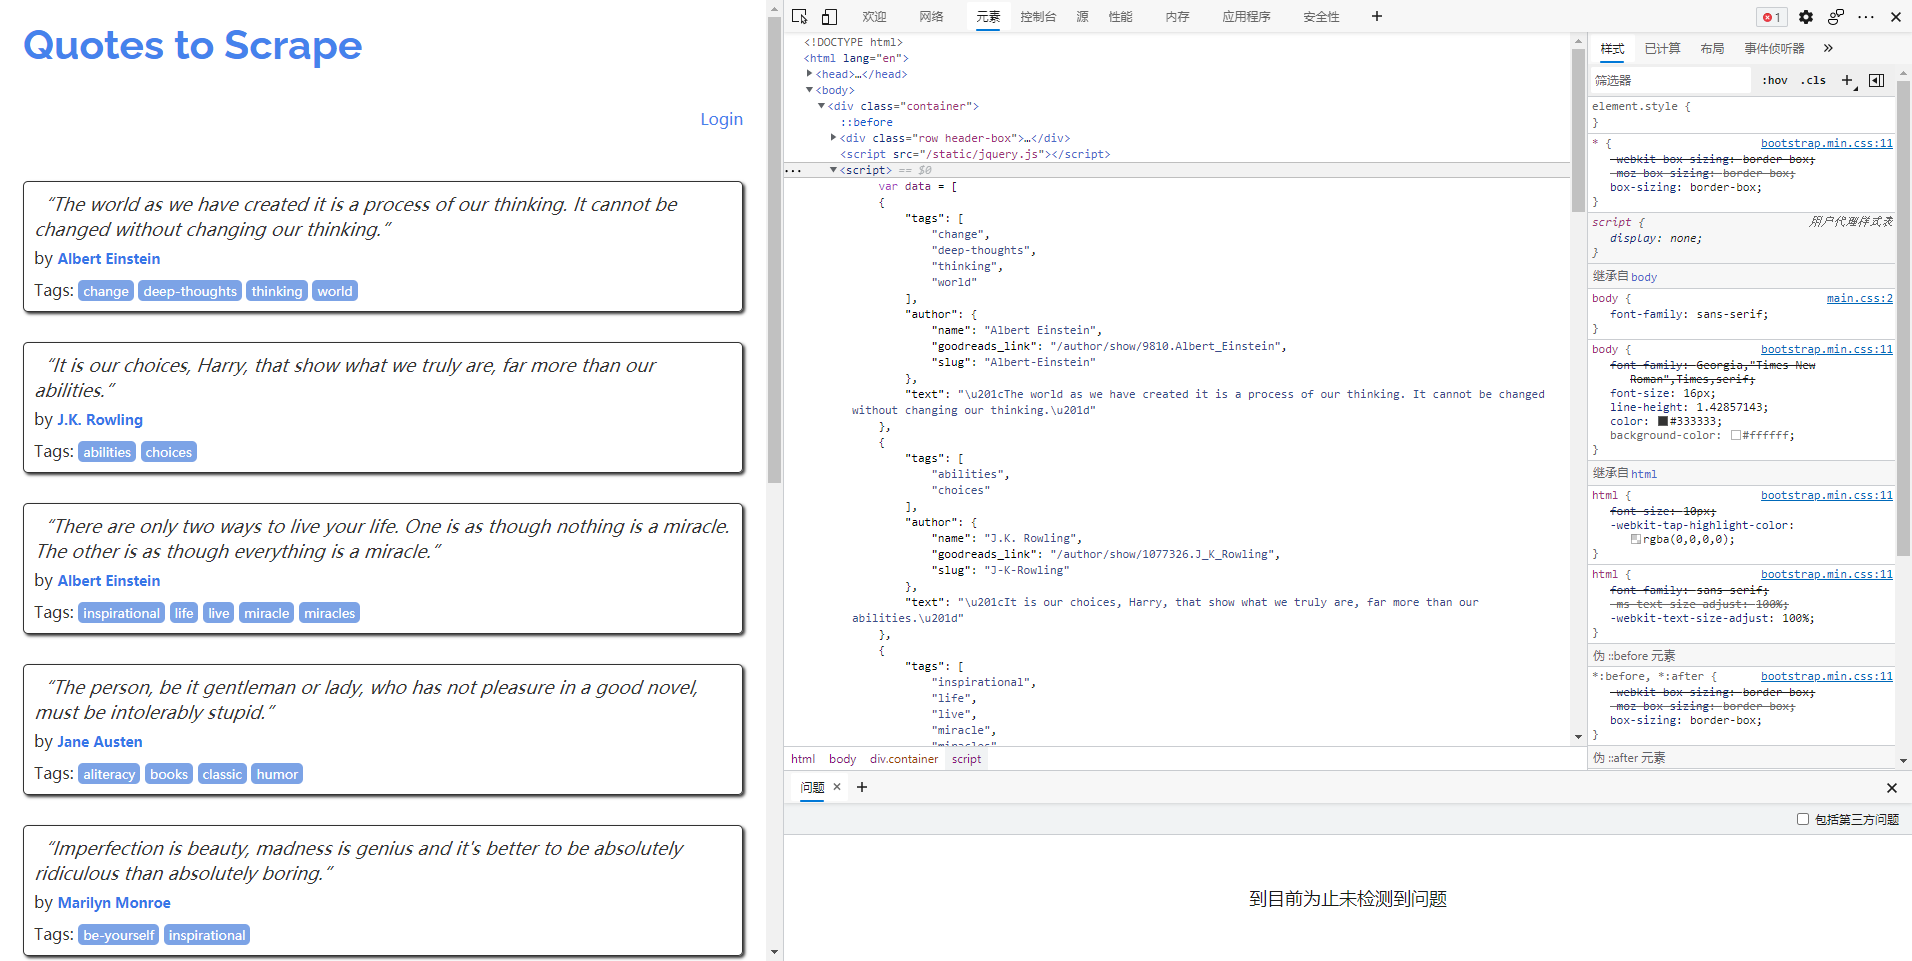 Quotes to Scrape
Login
“The world as we have created it is a process of our thinking. It cannot be
changed without changing our thinking.”
by Albert Einstein
Tags: change deep-thoughts thinking world
“It is our choices, Harry, that show what we truly are, far more than our
abilities.”
by J.K. Rowling
Tags: abilities choices
“There are only two ways to live your life. One is as though nothing is a miracle.
The other is as though everything is a miracle.”
by Albert Einstein
Tags: inspirational life live miracle miracles
“The person, be it gentleman or lady, who has not pleasure in a good novel,
must be intolerably stupid.”
by Jane Austen
Tags: aliteracy books classic humor
“Imperfection is beauty, madness is genius and it's better to be absolutely
ridiculous than absolutely boring.”
by Marilyn Monroe
Tags: be-yourself inspirational
欢迎 网络 元素 控制台 源 性能 内存 应用程序 安全性 + 1
<!DOCTYPE html>
<html lang="en">
<head>…</head>
<body>
<div class="container">
::before
<div class="row header-box">…</div>
<script src="/static/jquery.js"></script>
<script> == $0
var data = [
{
"tags": [
"change",
"deep-thoughts",
"thinking",
"world"
],
"author": {
"name": "Albert Einstein",
"goodreads_link": "/author/show/9810.Albert_Einstein",
"slug": "Albert-Einstein"
},
"text": "\u201cThe world as we have created it is a process of our thinking. It cannot be changed
without changing our thinking.\u201d"
},
{
"tags": [
"abilities",
"choices"
],
"author": {
"name": "J.K. Rowling",
"goodreads_link": "/author/show/1077326.J_K_Rowling",
"slug": "J-K-Rowling"
},
"text": "\u201cIt is our choices, Harry, that show what we truly are, far more than our
abilities.\u201d"
},
{
"tags": [
"inspirational",
"life",
"live",
"miracle",
"miracles"
html body div.container script
样式 已计算 布局 事件侦听器 »
筛选器 :hov .cls +
element.style {
}
* { bootstrap.min.css:11
-webkit-box-sizing: border-box;
-moz-box-sizing: border-box;
box-sizing: border-box;
}
script { 用户代理样式表
display: none;
}
继承自 body
body { main.css:2
font-family: sans-serif;
}
body { bootstrap.min.css:11
font-family: Georgia,"Times New
Roman",Times,serif;
font-size: 16px;
line-height: 1.42857143;
color: #333333;
background-color: #ffffff;
}
继承自 html
html { bootstrap.min.css:11
font-size: 10px;
-webkit-tap-highlight-color:
rgba(0,0,0,0);
}
html { bootstrap.min.css:11
font-family: sans-serif;
-ms-text-size-adjust: 100%;
-webkit-text-size-adjust: 100%;
}
伪 ::before 元素
*:before, *:after { bootstrap.min.css:11
-webkit-box-sizing: border-box;
-moz-box-sizing: border-box;
box-sizing: border-box;
}
伪 ::after 元素
问题 × +
包括第三方问题
到目前为止未检测到问题